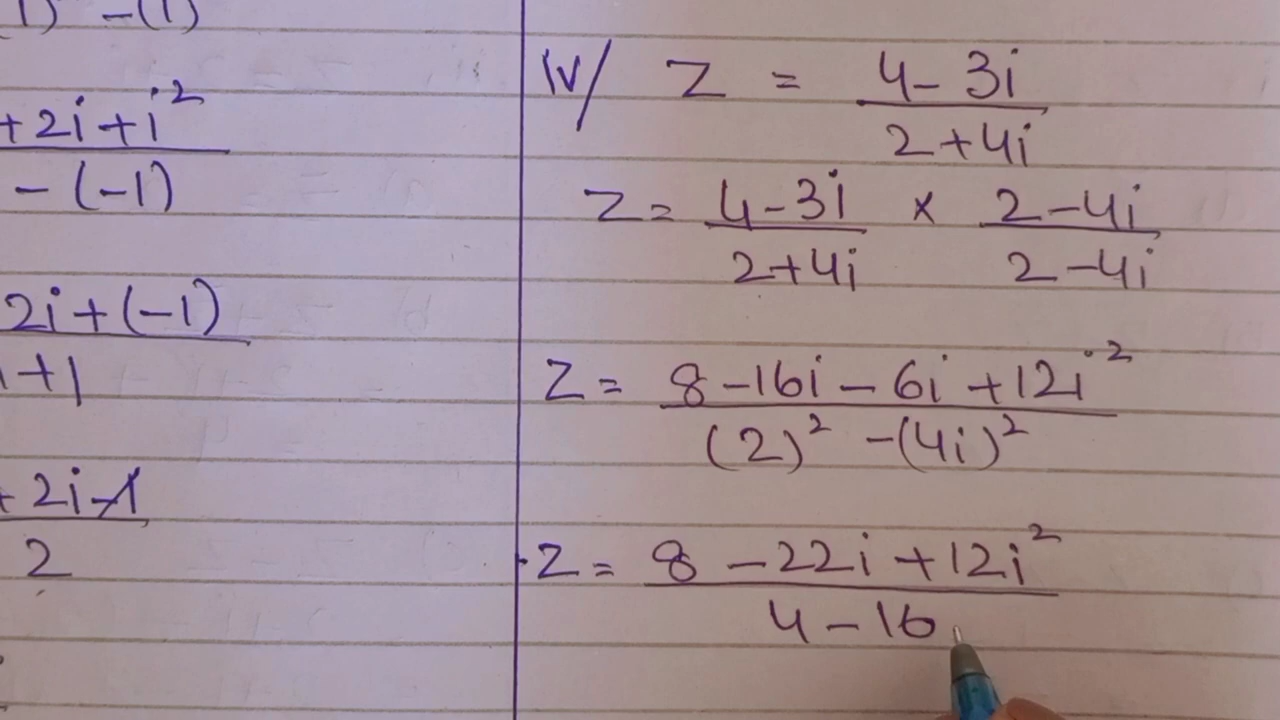 -(1)
+2i+i²
-(-1)
2i+(-1)
1+1
+2i-1
2
IV/ Z = 4-3i
2+4i
Z= 4-3i × 2-4i
2+4i 2-4i
Z= 8-16i-6i+12i²
(2)² -(4i)²
Z= 8-22i+12i²
4-16